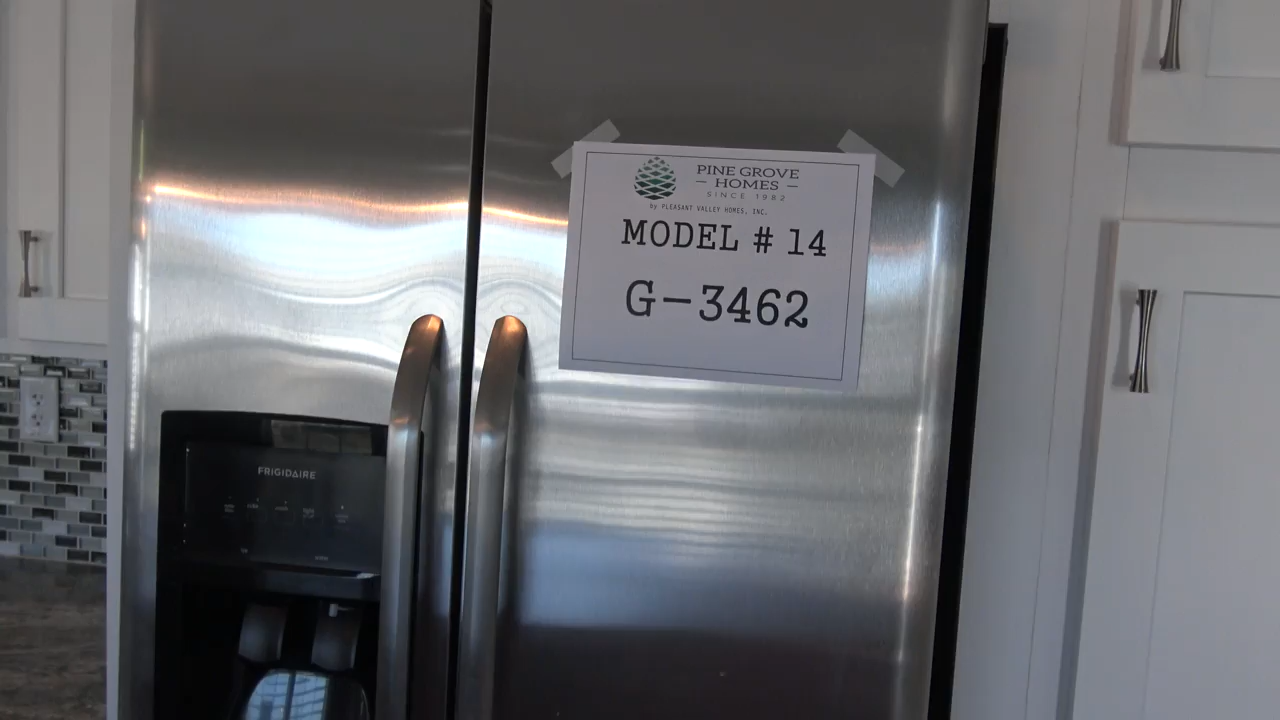 PINE GROVE
HOMES
SINCE 1982
by PLEASANT VALLEY HOMES, INC.
MODEL # 14
G-3462
FRIGIDAIRE